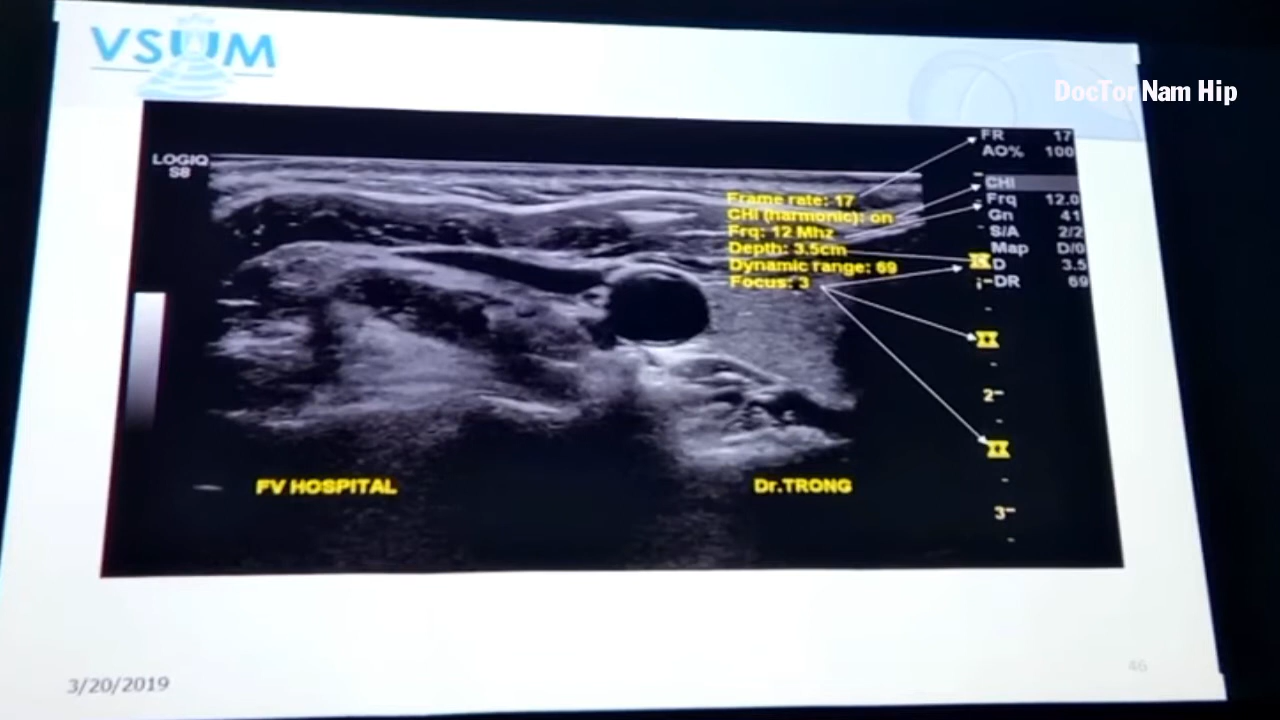 VSUM
DocTor Nam Hip
LOGIQ
S8
FR 17
AO% 100
CHI
Frq 12.0
Gn 41
S/A 2/2
Map D/0
D 3.5
DR 69
Frame rate: 17
CHI (harmonic): on
Frq: 12 Mhz
Depth: 3.5cm
Dynamic range: 69
Focus: 3
2
3
FV HOSPITAL
Dr.TRONG
3/20/2019
46